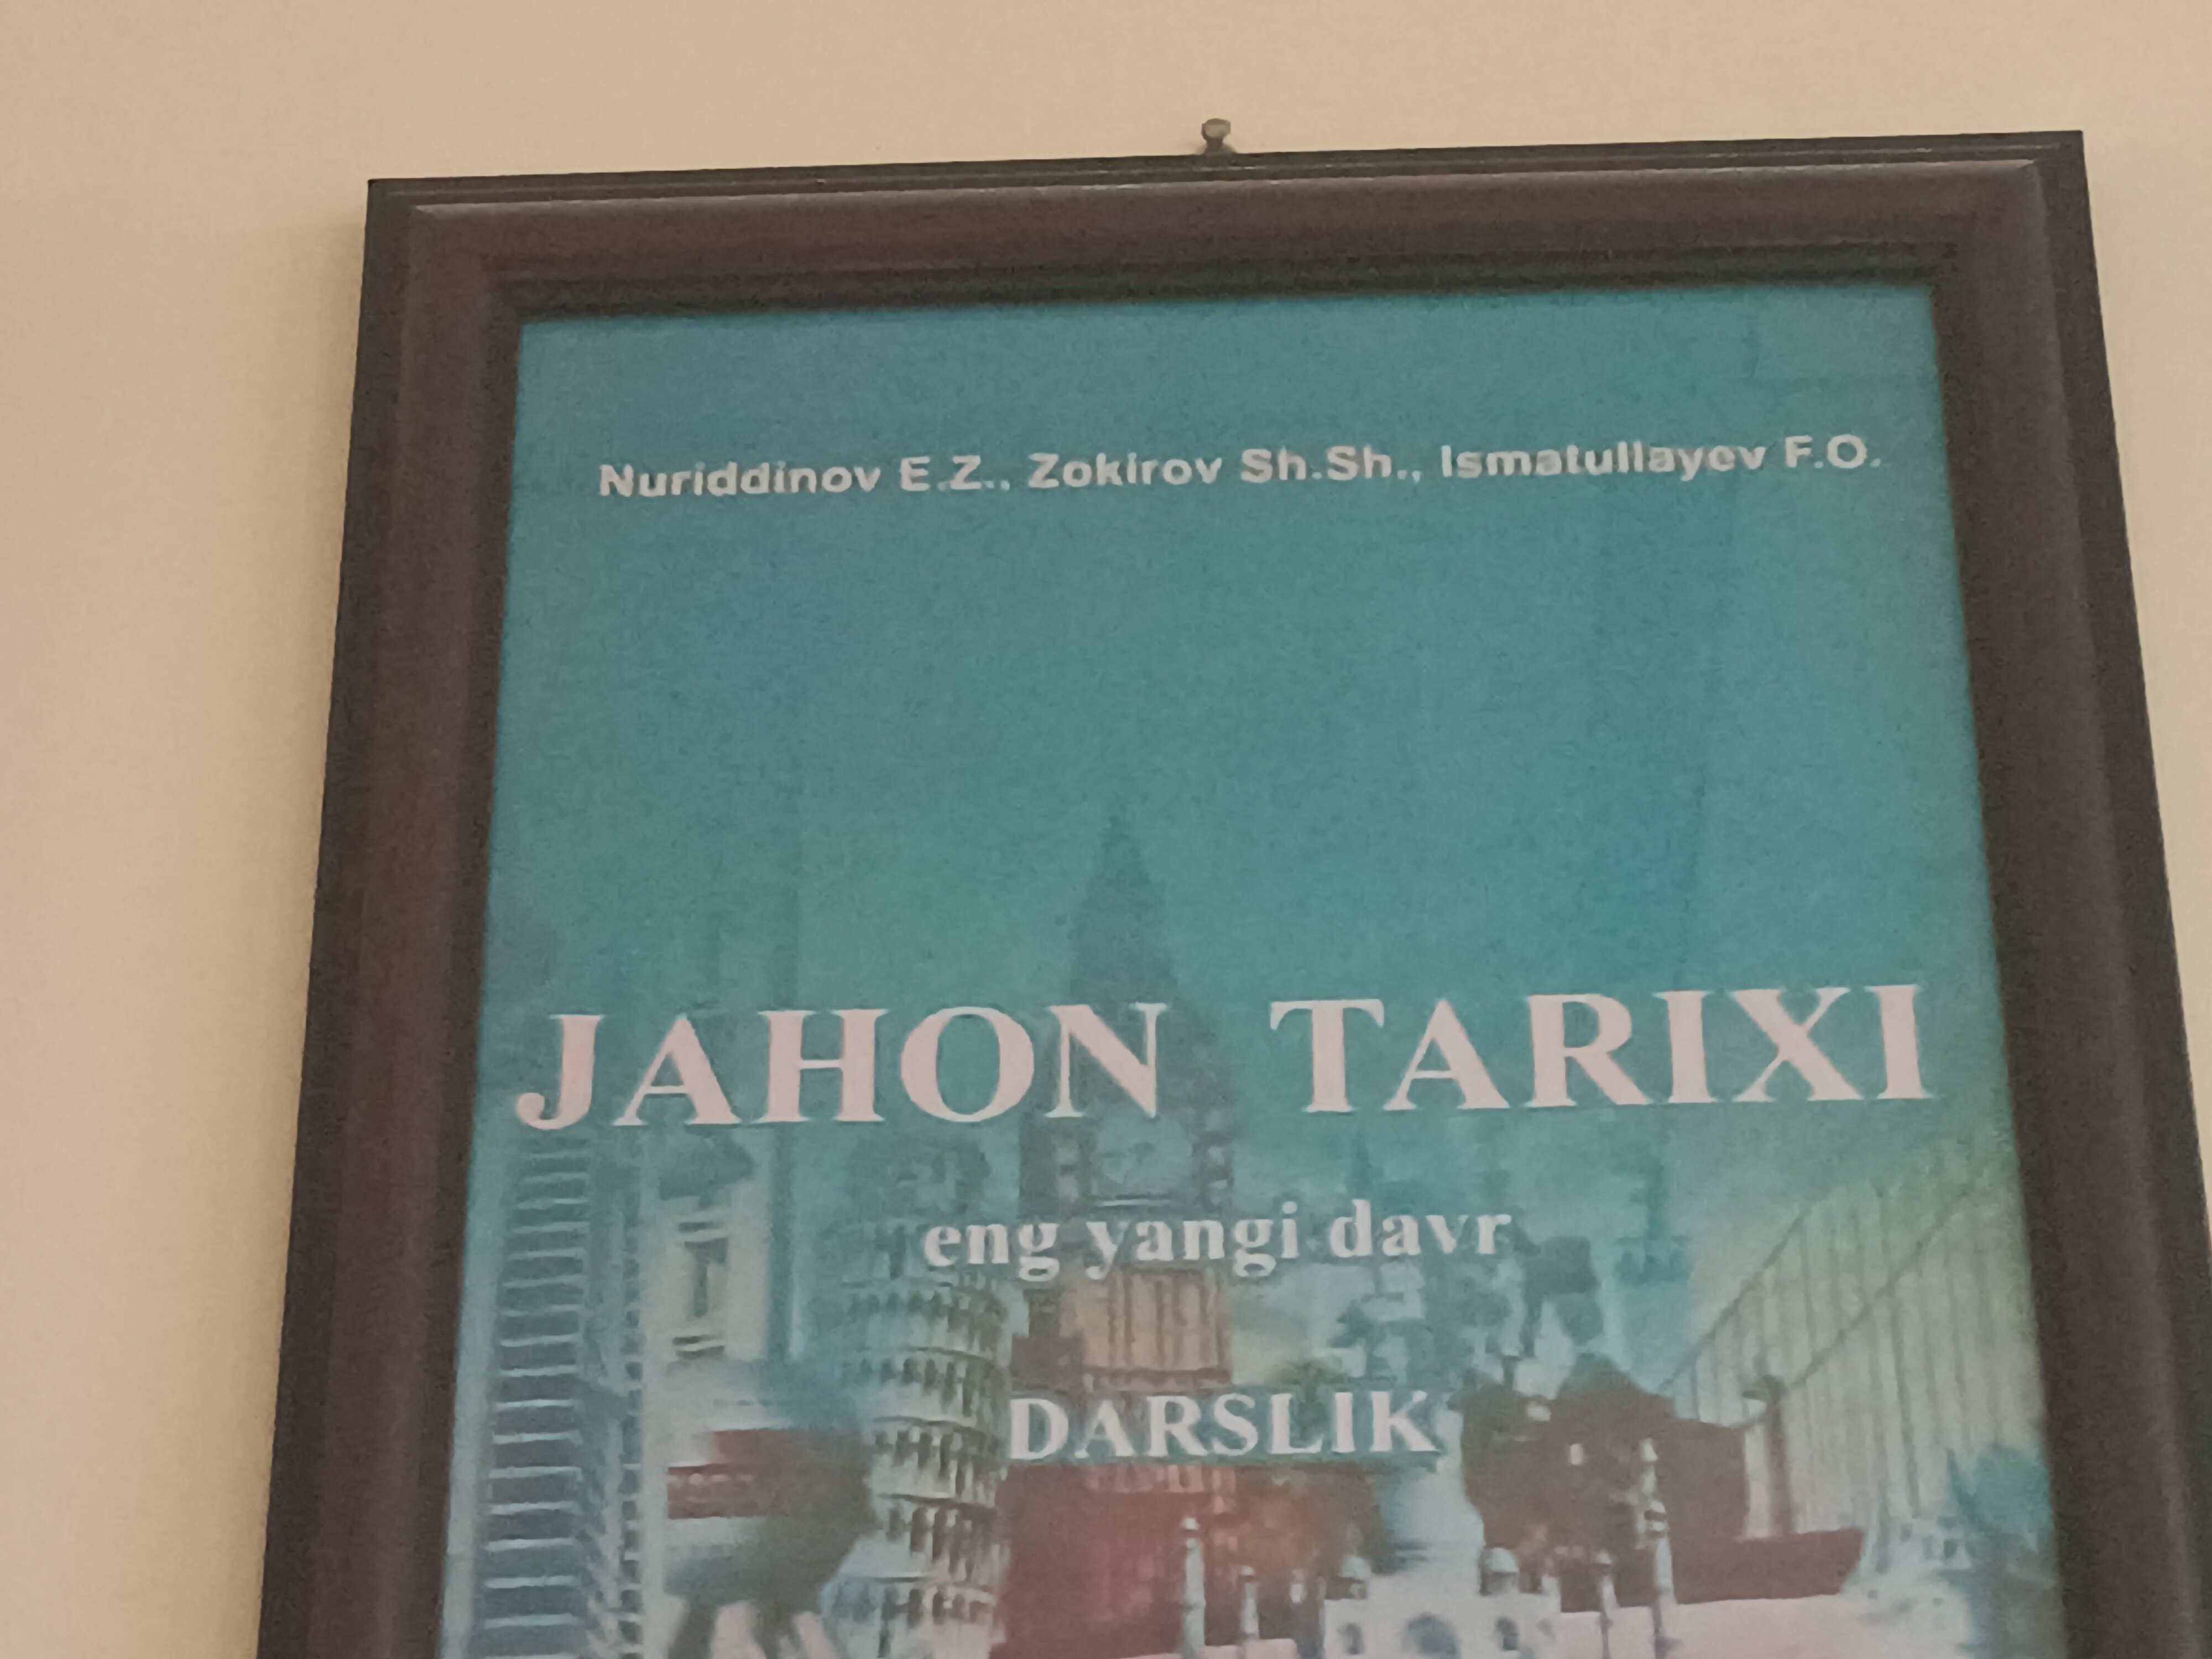 Nuriddinov E.Z., Zokirov Sh.Sh., Ismatullayev F.O.
JAHON TARIXI
eng yangi davr
DARSLIK